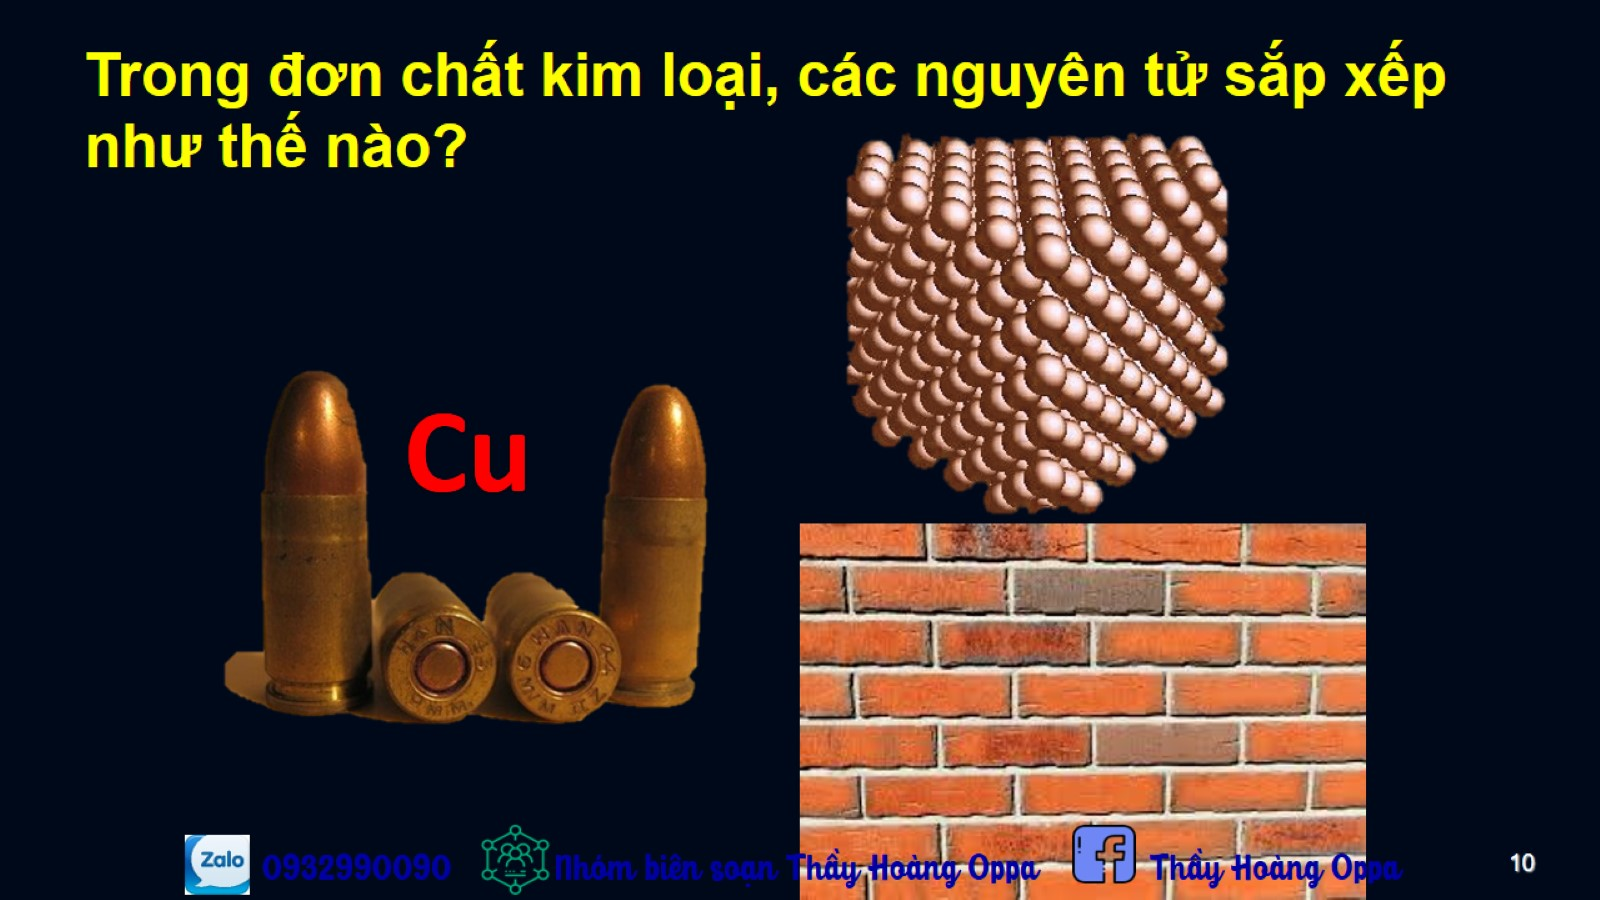 Trong đơn chất kim loại, các nguyên tử sắp xếp
như thế nào?
Cu
Zalo 0932990090 Nhóm biên soạn Thầy Hoàng Oppa Thầy Hoàng Oppa 10